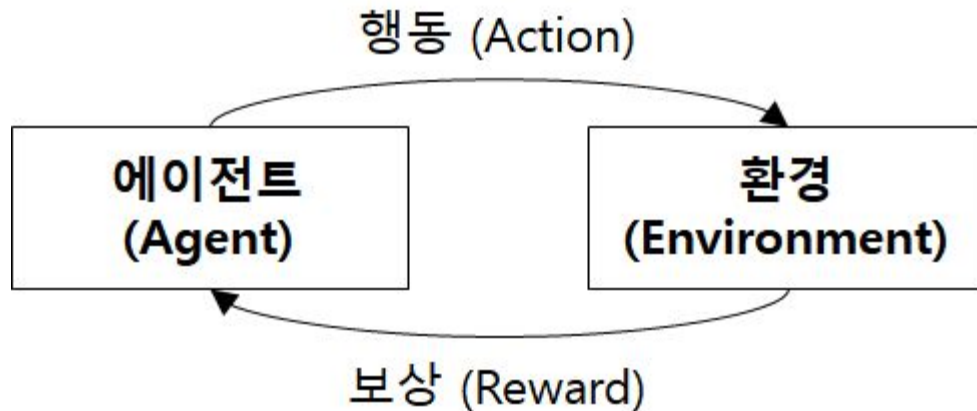 행동 (Action)
에이전트
(Agent)
환경
(Environment)
보상 (Reward)